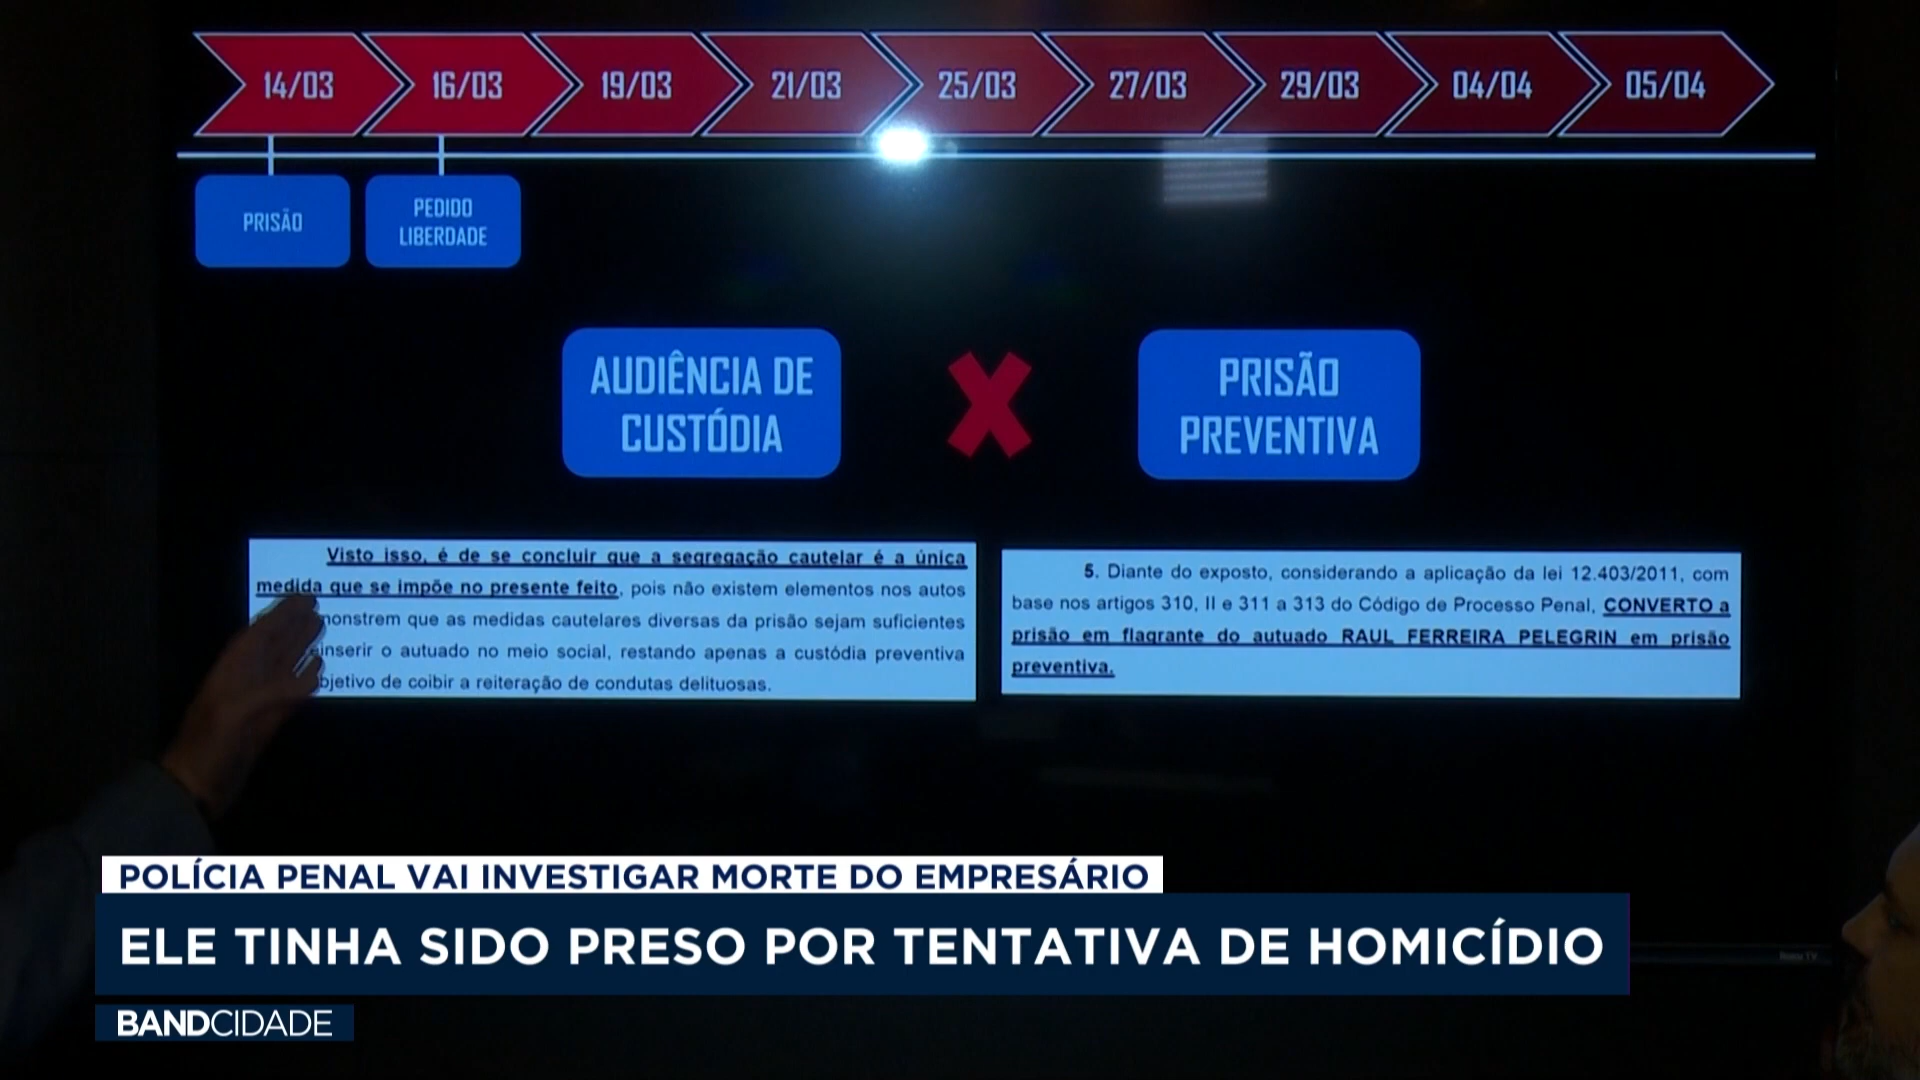 14/03 16/03 19/03 21/03 25/03 27/03 29/03 04/04 05/04
PRISÃO
PEDIDO
LIBERDADE
AUDIÊNCIA DE
CUSTÓDIA
PRISÃO
PREVENTIVA
Visto isso, é de se concluir que a segregação cautelar é a única
medida que se impõe no presente feito, pois não existem elementos nos autos
monstrem que as medidas cautelares diversas da prisão sejam suficientes
einserir o autuado no meio social, restando apenas a custódia preventiva
bjetivo de coibir a reiteração de condutas delituosas.
5. Diante do exposto, considerando a aplicação da lei 12.403/2011, com
base nos artigos 310, II e 311 a 313 do Código de Processo Penal, CONVERTO a
prisão em flagrante do autuado RAUL FERREIRA PELEGRIN em prisão
preventiva.
POLÍCIA PENAL VAI INVESTIGAR MORTE DO EMPRESÁRIO
ELE TINHA SIDO PRESO POR TENTATIVA DE HOMICÍDIO
BANDCIDADE